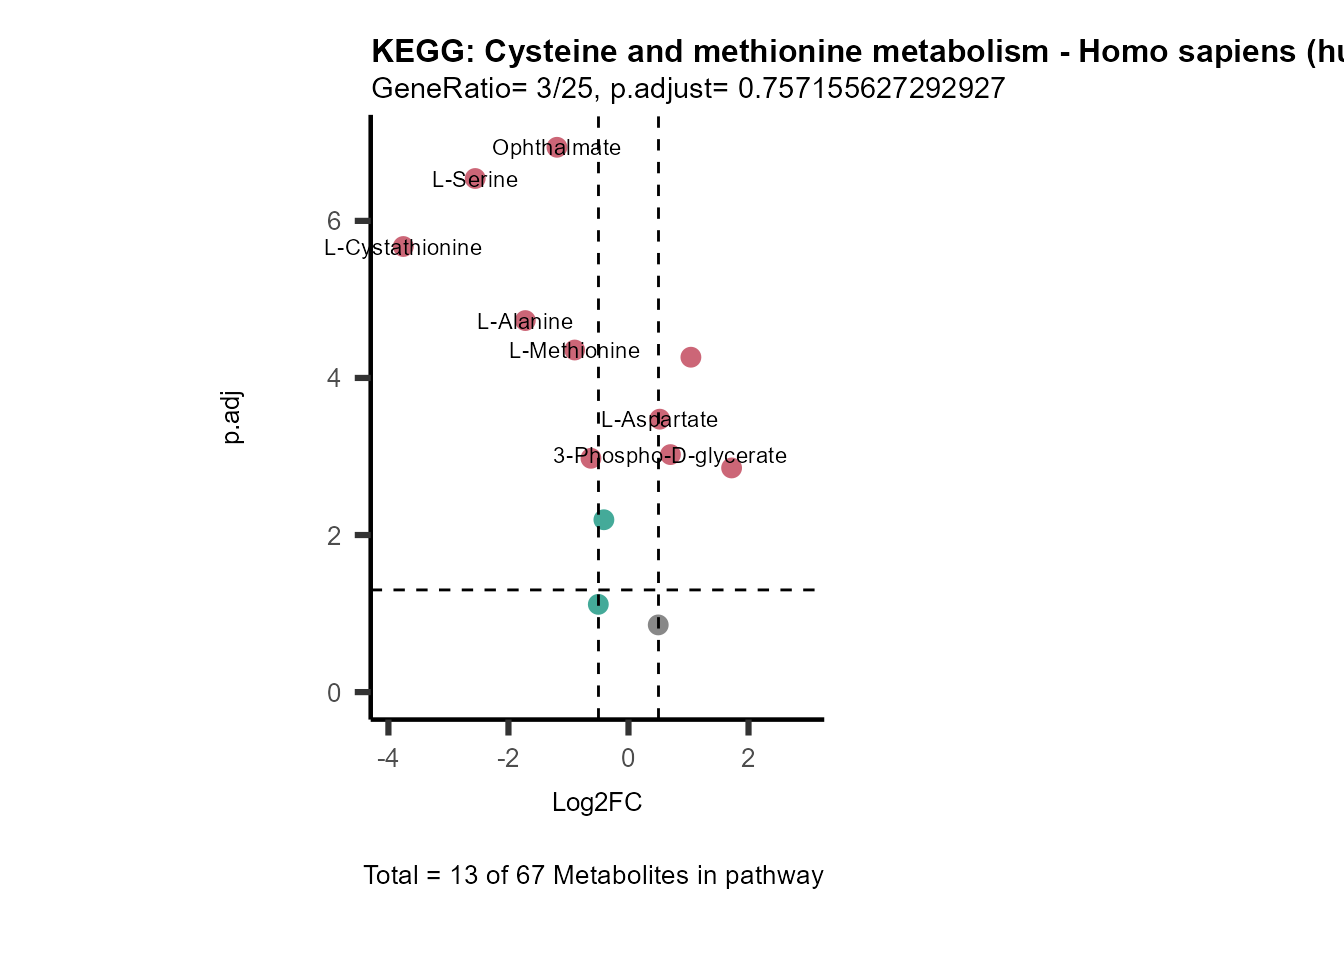 KEGG: Cysteine and methionine metabolism - Homo sapiens (hu
GeneRatio= 3/25, p.adjust= 0.757155627292927
Ophthalmate
L-Serine
6
L-Cystathionine
L-Alanine
L-Methionine
4
L-Aspartate
p.adj
3-Phospho-D-glycerate
2
0
-4
-2
0
2
Log2FC
Total = 13 of 67 Metabolites in pathway